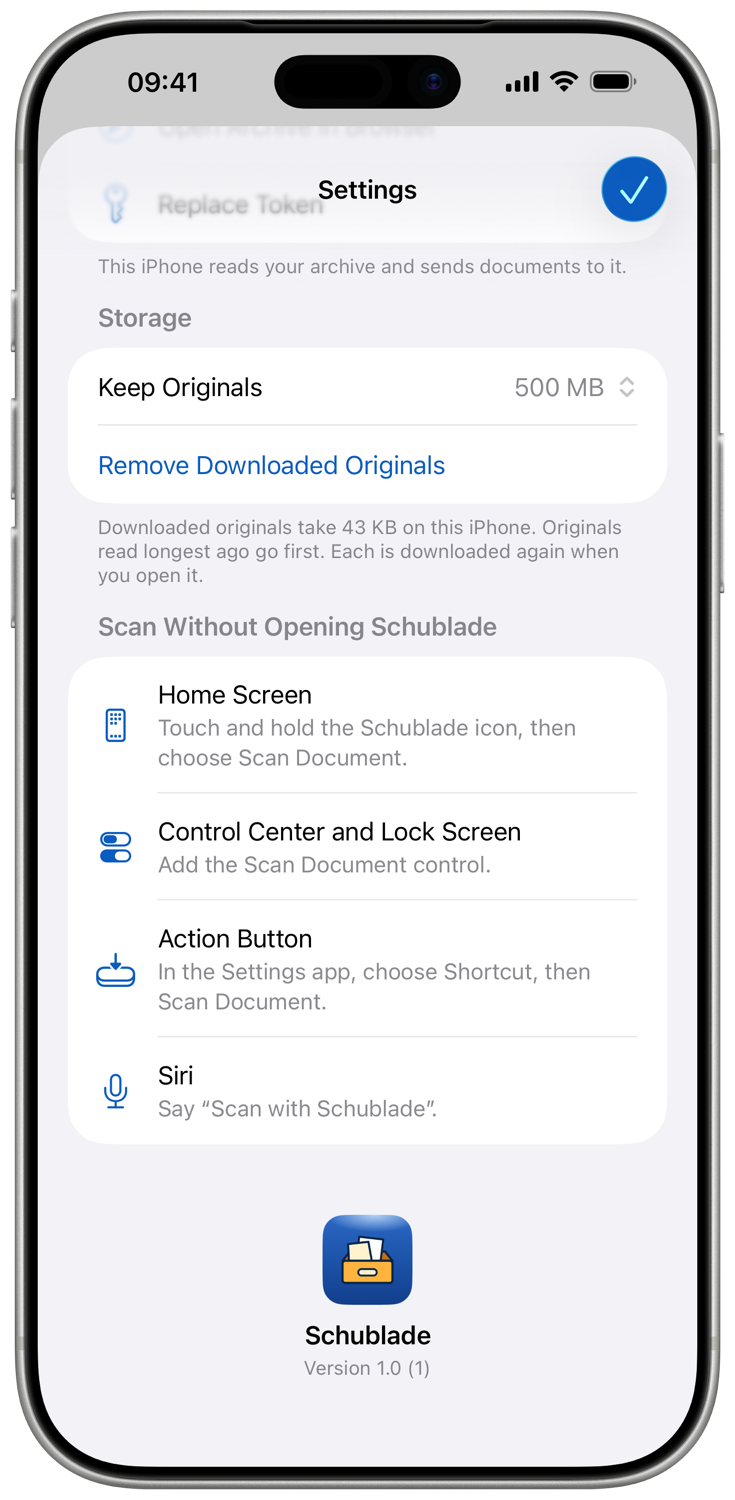 09:41
Open Archive in Browser
Settings
Replace Token
This iPhone reads your archive and sends documents to it.
Storage
Keep Originals 500 MB
Remove Downloaded Originals
Downloaded originals take 43 KB on this iPhone. Originals
read longest ago go first. Each is downloaded again when
you open it.
Scan Without Opening Schublade
Home Screen
Touch and hold the Schublade icon, then
choose Scan Document.
Control Center and Lock Screen
Add the Scan Document control.
Action Button
In the Settings app, choose Shortcut, then
Scan Document.
Siri
Say “Scan with Schublade”.
Schublade
Version 1.0 (1)